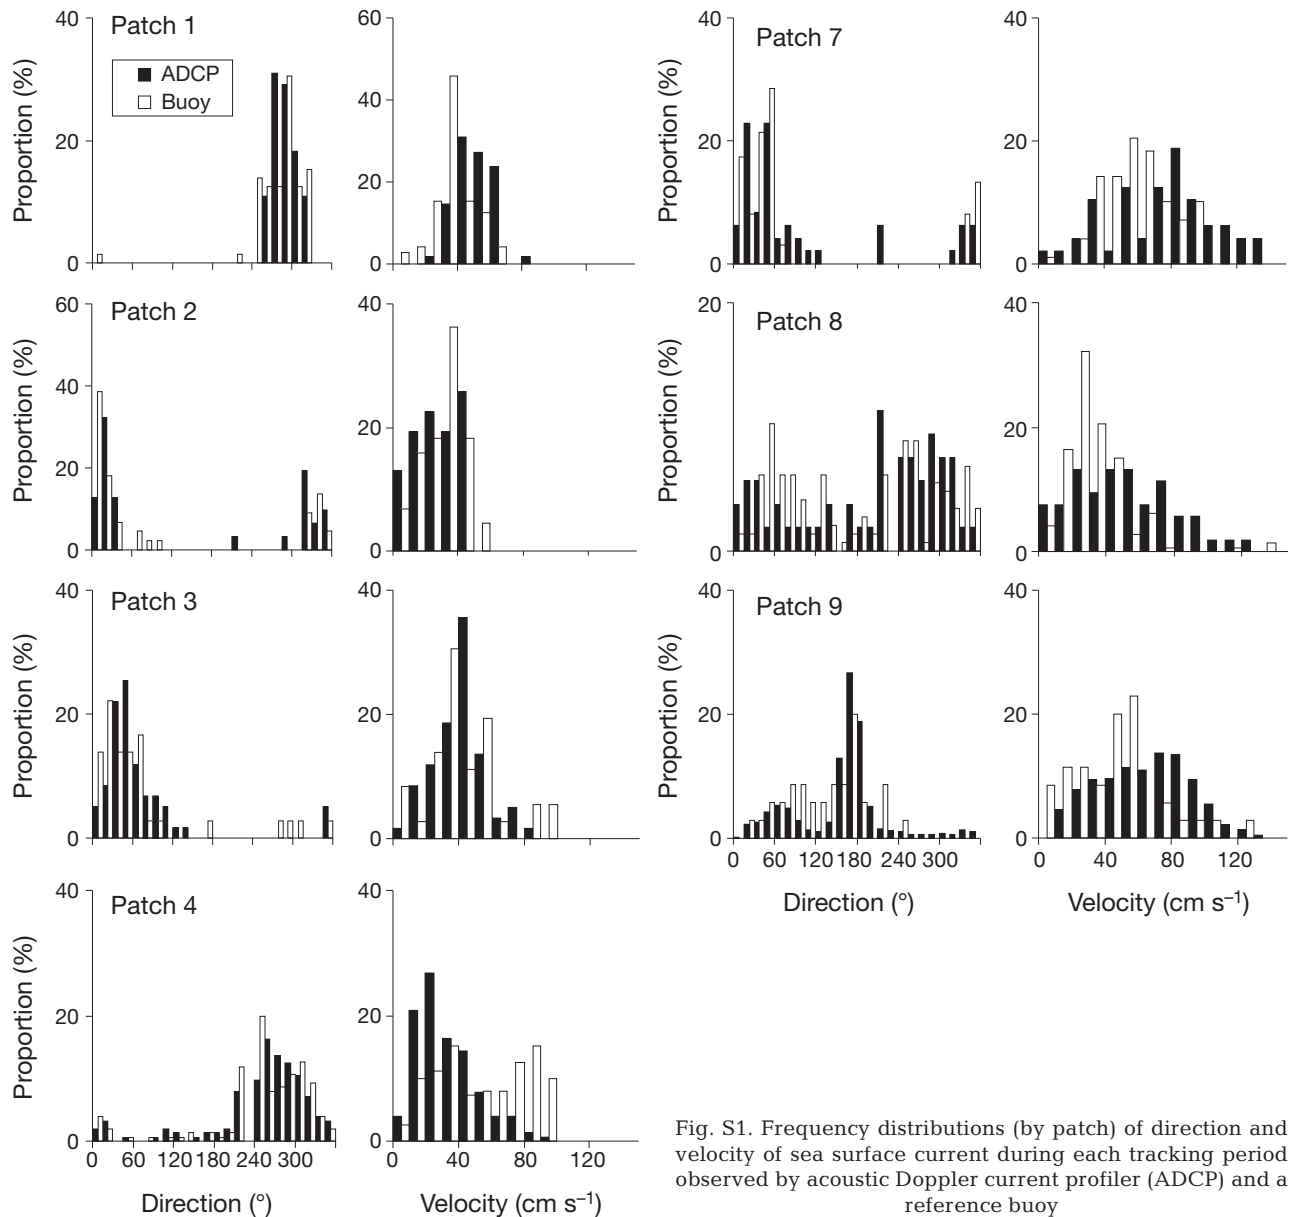 Patch 1
ADCP
Buoy
Proportion (%)
40
20
0
60
40
20
0
Patch 2
Proportion (%)
60
40
20
0
40
20
0
Patch 3
Proportion (%)
40
20
0
40
20
0
Patch 4
Proportion (%)
40
20
0
0 60 120 180 240 300
Direction (°)
40
20
0
0 40 80 120
Velocity (cm s–1)
Patch 7
Proportion (%)
40
20
0
40
20
0
Patch 8
Proportion (%)
20
0
40
20
0
Patch 9
Proportion (%)
40
20
0
0 60 120 180 240 300
Direction (°)
40
20
0
0 40 80 120
Velocity (cm s–1)
Fig. S1. Frequency distributions (by patch) of direction and
velocity of sea surface current during each tracking period
observed by acoustic Doppler current profiler (ADCP) and a
reference buoy